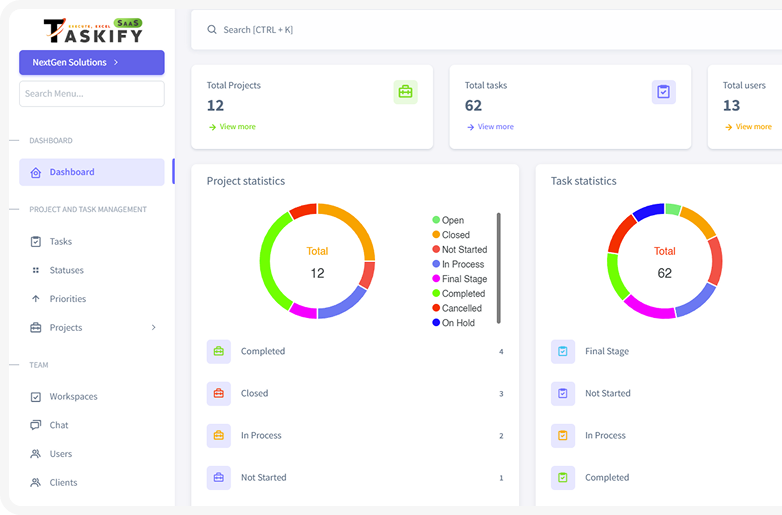 EXECUTE, EXCEL SaaS
TASKIFY
NextGen Solutions
Search Menu...
DASHBOARD
Dashboard
PROJECT AND TASK MANAGEMENT
Tasks
Statuses
Priorities
Projects
TEAM
Workspaces
Chat
Users
Clients
Search [CTRL + K]
Total Projects
12
View more
Total tasks
62
View more
Total users
13
View more
Project statistics
Total
12
Open
Closed
Not Started
In Process
Final Stage
Completed
Cancelled
On Hold
Completed 4
Closed 3
In Process 2
Not Started 1
Task statistics
Total
62
Final Stage
Not Started
In Process
Completed